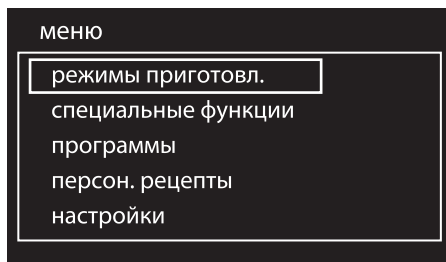 меню
режимы приготовл.
специальные функции
программы
персон. рецепты
настройки